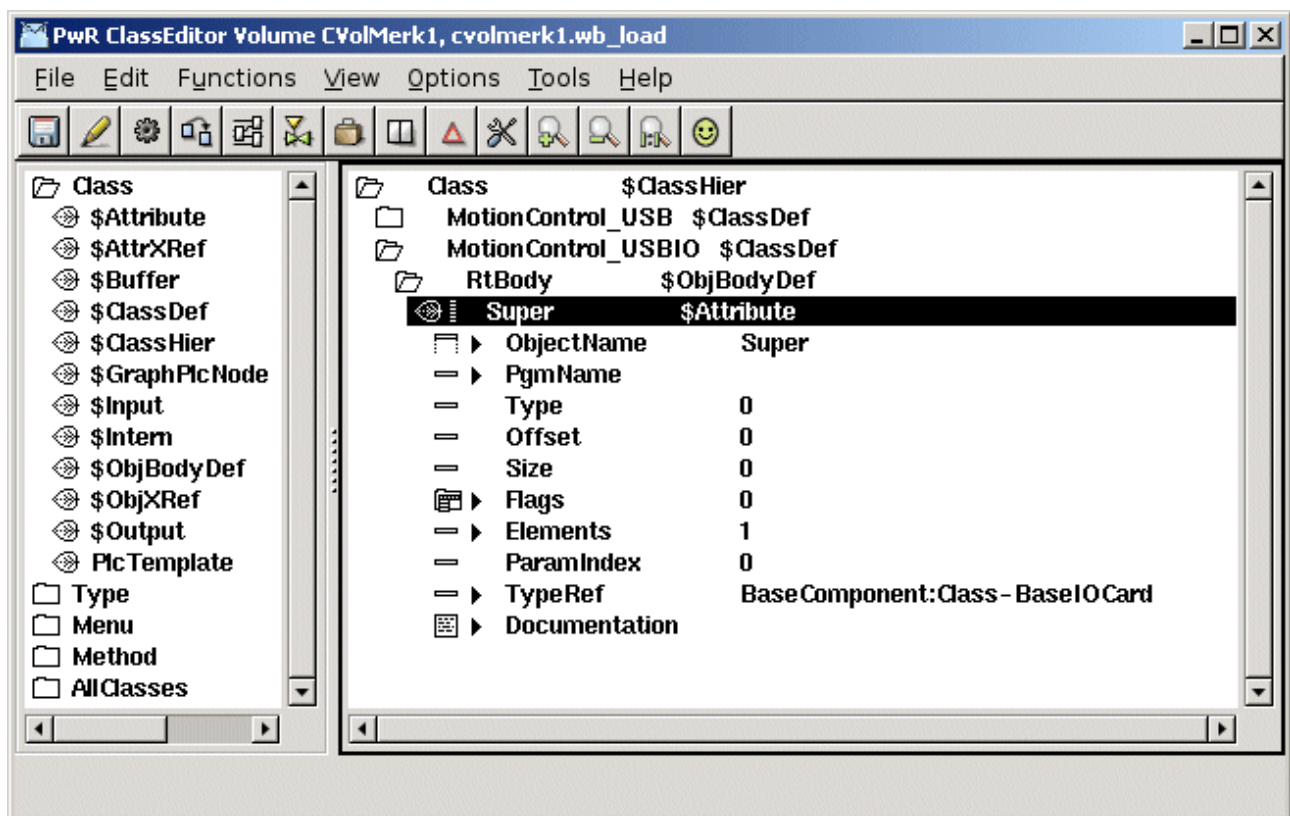 PwR ClassEditor Volume CVolMerk1, cvolmerk1.wb_load
File Edit Functions View Options Tools Help
Class
$Attribute
$AttrXRef
$Buffer
$ClassDef
$ClassHier
$GraphPlcNode
$Input
$Intern
$ObjBodyDef
$ObjXRef
$Output
PlcTemplate
Type
Menu
Method
AllClasses
Class $ClassHier
MotionControl_USB $ClassDef
MotionControl_USBIO $ClassDef
RtBody $ObjBodyDef
Super $Attribute
ObjectName Super
PgmName
Type 0
Offset 0
Size 0
Flags 0
Elements 1
ParamIndex 0
TypeRef BaseComponent:Class-BaseIOCard
Documentation